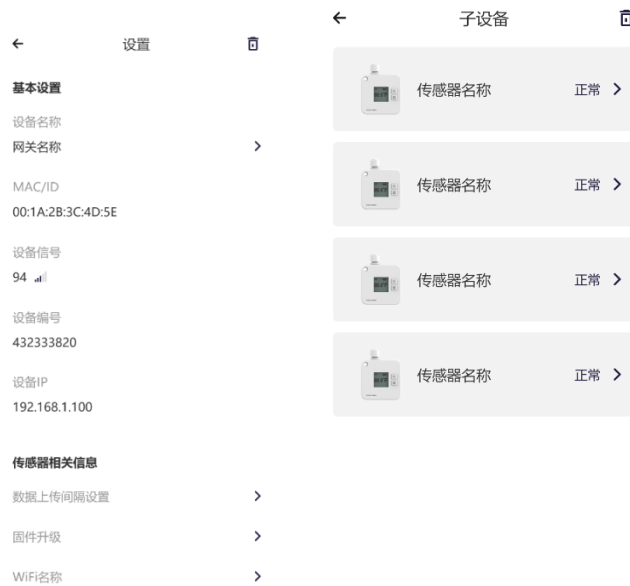 设置
基本设置
设备名称
网关名称
MAC/ID
00:1A:2B:3C:4D:5E
设备信号
94
设备编号
432333820
设备IP
192.168.1.100
传感器相关信息
数据上传间隔设置
固件升级
WiFi名称
子设备
传感器名称 正常
传感器名称 正常
传感器名称 正常
传感器名称 正常